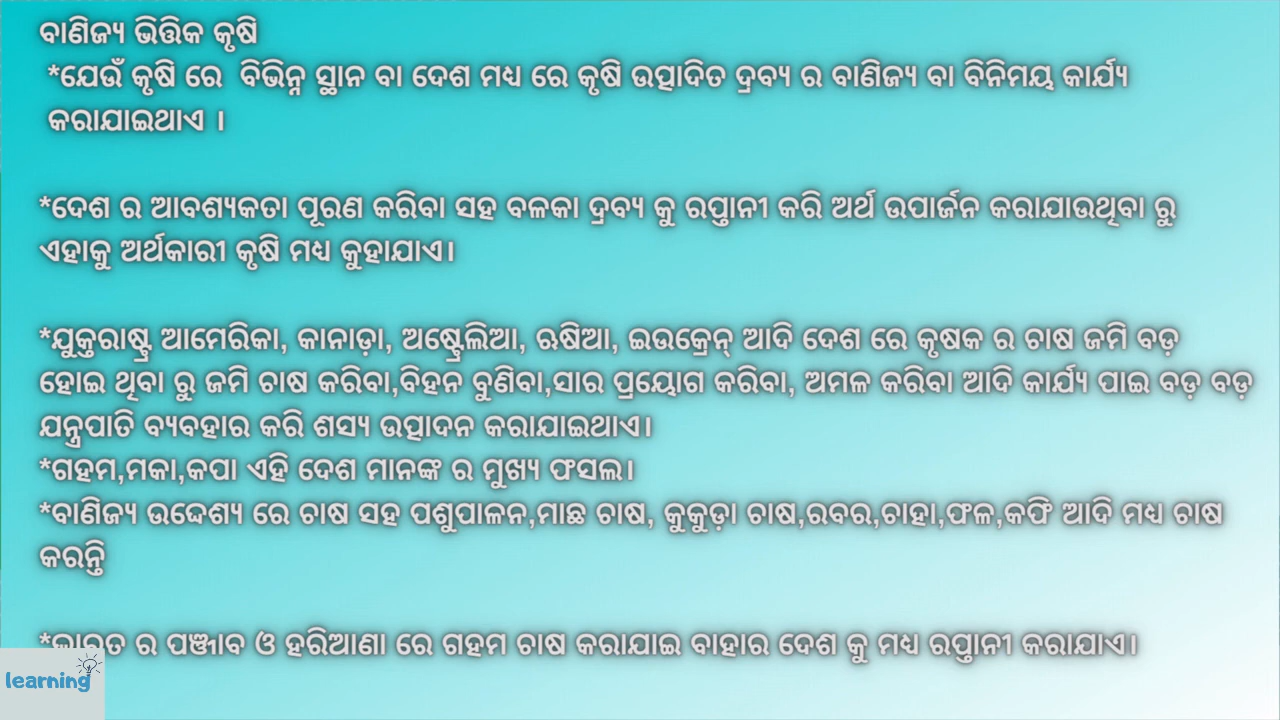 ବାଣିଜ୍ୟ ଭିତ୍ତିକ କୃଷି
*ଯେଉଁ କୃଷି ରେ ବିଭିନ୍ନ ସ୍ଥାନ ବା ଦେଶ ମଧ୍ୟ ରେ କୃଷି ଉତ୍ପାଦିତ ଦ୍ରବ୍ୟ ର ବାଣିଜ୍ୟ ବା ବିନିମୟ କାର୍ଯ୍ୟ
କରାଯାଇଥାଏ ।
*ଦେଶ ର ଆବଶ୍ୟକତା ପୂରଣ କରିବା ସହ ବଳକା ଦ୍ରବ୍ୟ କୁ ରପ୍ତାନୀ କରି ଅର୍ଥ ଉପାର୍ଜନ କରାଯାଉଥିବା ରୁ
ଏହାକୁ ଅର୍ଥକାରୀ କୃଷି ମଧ୍ୟ କୁହାଯାଏ।
*ଯୁକ୍ତରାଷ୍ଟ୍ର ଆମେରିକା, କାନାଡ଼ା, ଅଷ୍ଟ୍ରେଲିଆ, ଋଷିଆ, ଇଉକ୍ରେନ୍ ଆଦି ଦେଶ ରେ କୃଷକ ର ଚାଷ ଜମି ବଡ଼
ହୋଇ ଥିବା ରୁ ଜମି ଚାଷ କରିବା,ବିହନ ବୁଣିବା,ସାର ପ୍ରୟୋଗ କରିବା, ଅମଳ କରିବା ଆଦି କାର୍ଯ୍ୟ ପାଇ ବଡ଼ ବଡ଼
ଯନ୍ତ୍ରପାତି ବ୍ୟବହାର କରି ଶସ୍ୟ ଉତ୍ପାଦନ କରାଯାଇଥାଏ।
*ଗହମ,ମକା,କପା ଏହି ଦେଶ ମାନଙ୍କ ର ମୁଖ୍ୟ ଫସଲ।
*ବାଣିଜ୍ୟ ଉଦ୍ଦେଶ୍ୟ ରେ ଚାଷ ସହ ପଶୁପାଳନ,ମାଛ ଚାଷ, କୁକୁଡ଼ା ଚାଷ,ରବର,ଚାହା,ଫଳ,କଫି ଆଦି ମଧ୍ୟ ଚାଷ
କରନ୍ତି
*ଭାରତ ର ପଞ୍ଜାବ ଓ ହରିଆଣା ରେ ଗହମ ଚାଷ କରାଯାଇ ବାହାର ଦେଶ କୁ ମଧ୍ୟ ରପ୍ତାନୀ କରାଯାଏ।
learning